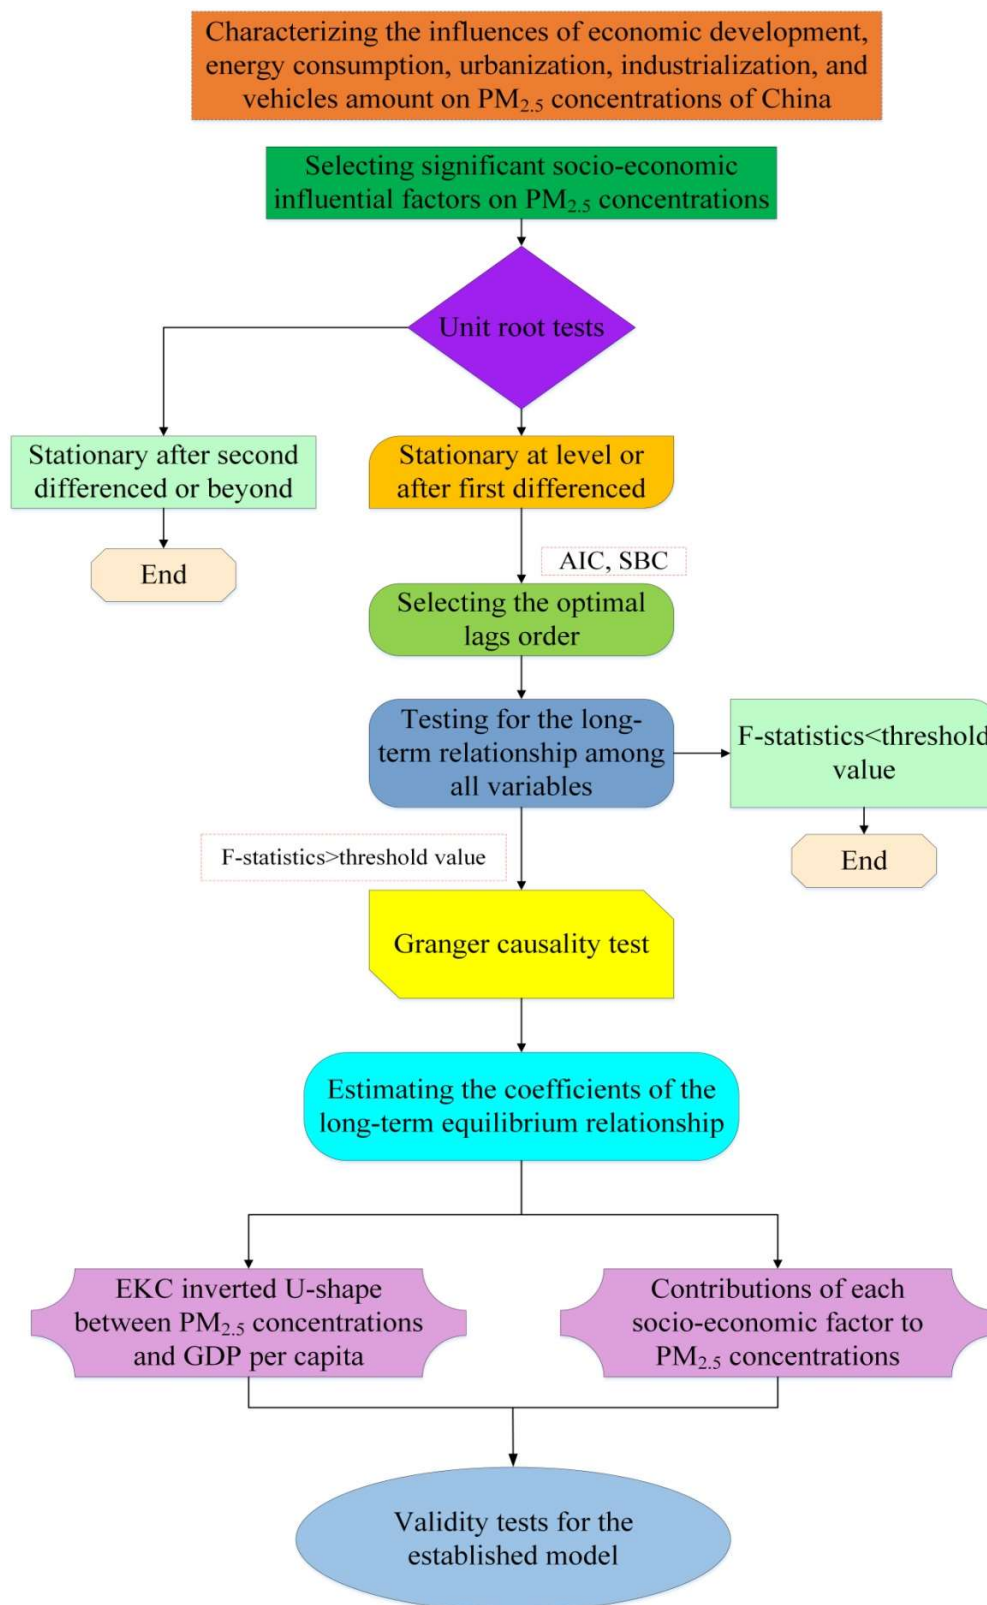 Characterizing the influences of economic development,
energy consumption, urbanization, industrialization, and
vehicles amount on PM₂.₅ concentrations of China
Selecting significant socio-economic
influential factors on PM₂.₅ concentrations
Unit root tests
Stationary after second
differenced or beyond
Stationary at level or
after first differenced
End
AIC, SBC
Selecting the optimal
lags order
Testing for the long-
term relationship among
all variables
F-statistics<threshold
value
F-statistics>threshold value
End
Granger causality test
Estimating the coefficients of the
long-term equilibrium relationship
EKC inverted U-shape
between PM₂.₅ concentrations
and GDP per capita
Contributions of each
socio-economic factor to
PM₂.₅ concentrations
Validity tests for the
established model